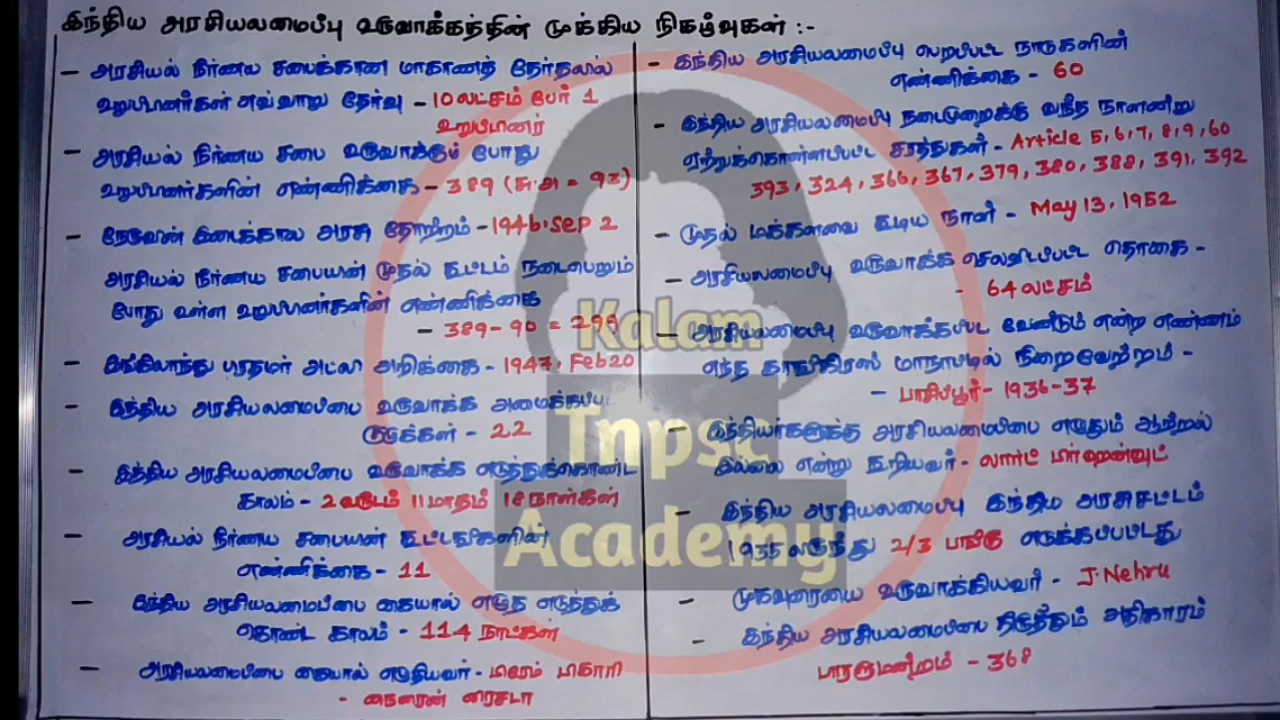 இந்திய அரசியலமைப்பு உருவாக்கத்தின் முக்கிய நிகழ்வுகள் :-
- அரசியல் நிர்ணய சபைக்கான மாகாணத் தேர்தலில்
உறுப்பினர்கள் எவ்வாறு தேர்வு - 10 லட்சம் பேர் 1
உறுப்பினர்
- அரசியல் நிர்ணய சபை உருவாக்கும் போது
உறுப்பினர்களின் எண்ணிக்கை - 389 (சு.அ = 93)
- நேருவின் இடைக்கால அரசு தோற்றம் - 1946.Sep 2
அரசியல் நிர்ணய சபையின் முதல் கூட்டம் நடைபெறும்
போது உள்ள உறுப்பினர்களின் எண்ணிக்கை
- 389-90 = 299
- இங்கிலாந்து பிரதமர் அட்லி அறிக்கை - 1947, Feb 20
- இந்திய அரசியலமைப்பை உருவாக்க அமைக்கப்பட்ட
குழுக்கள் - 22
- இந்திய அரசியலமைப்பை உருவாக்க எடுத்துக்கொண்ட
காலம் - 2 வருடம் 11 மாதம் 18 நாள்கள்
- அரசியல் நிர்ணய சபையின் கூட்டங்களின்
எண்ணிக்கை - 11
- இந்திய அரசியலமைப்பை கையால் எழுத எடுத்துக்
கொண்ட காலம் - 114 நாட்கள்
- அரசியலமைப்பை கையால் எழுதியவர் - பிரேம் பிகாரி
- நைரைன் ரைசடா
- இந்திய அரசியலமைப்பு பெறப்பட்ட நாடுகளின்
எண்ணிக்கை - 60
- இந்திய அரசியலமைப்பு நடைமுறைக்கு வந்த நாளன்று
ஏற்றுக்கொள்ளப்பட்ட சரத்துகள் - Article 5,6,7,8,9,60
393, 324, 366, 367, 379, 380, 388, 391, 392
- முதல் மக்களவை கூடிய நாள் - May 13, 1952
- அரசியலமைப்பு உருவாக்க செலவிடப்பட்ட தொகை -
- 64 லட்சம்
- அரசியலமைப்பு உருவாக்கப்பட வேண்டும் என்ற எண்ணம்
எந்த காங்கிரஸ் மாநாட்டில் நிறைவேற்றம் -
- பாசிப்பூர் - 1936-37
- இந்தியர்களுக்கு அரசியலமைப்பை எழுதும் ஆற்றல்
இல்லை என்று கூறியவர் - லார்ட் பிர்ஹென்ஹட்
- இந்திய அரசியலமைப்பு இந்திய அரசு சட்டம்
1935 லிருந்து 2/3 பங்கு எடுக்கப்பட்டது
- முகவுரையை உருவாக்கியவர் - J.Nehru
- இந்திய அரசியலமைப்பை திருத்தும் அதிகாரம்
பாராளுமன்றம் - 368
Kalam
Tnpsc
Academy